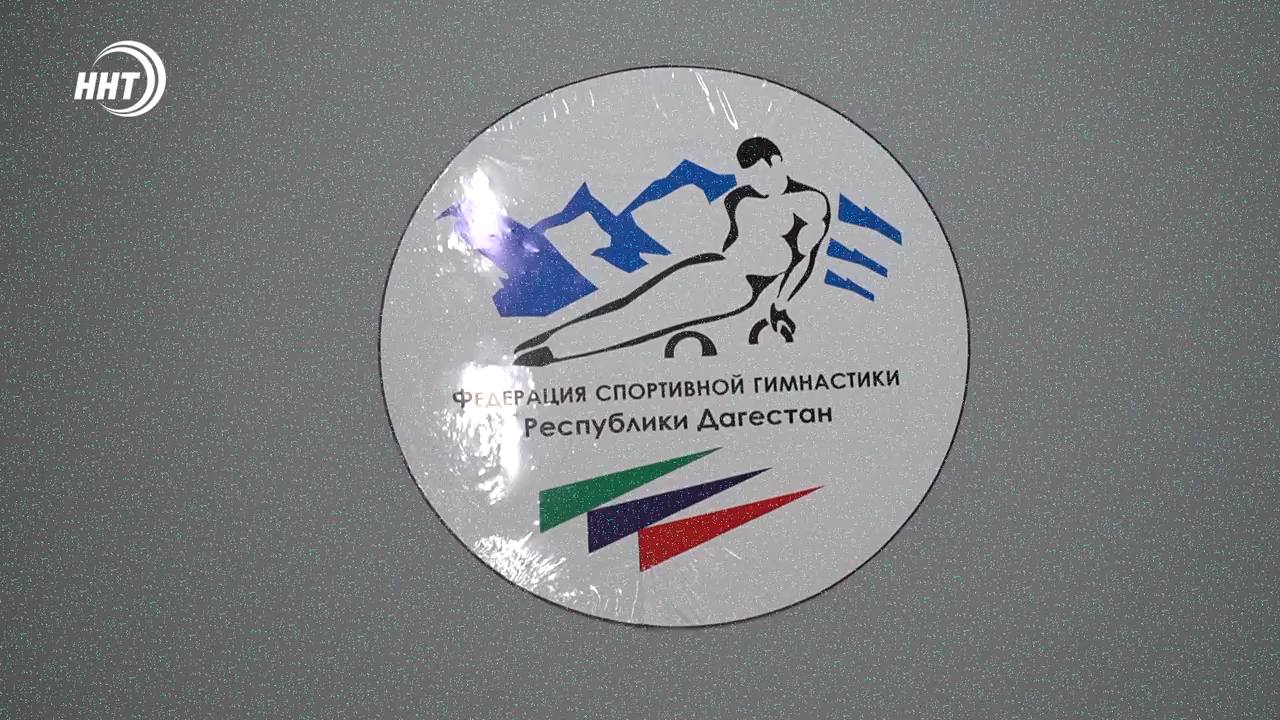 ННТ
ФЕДЕРАЦИЯ СПОРТИВНОЙ ГИМНАСТИКИ
Республики Дагестан